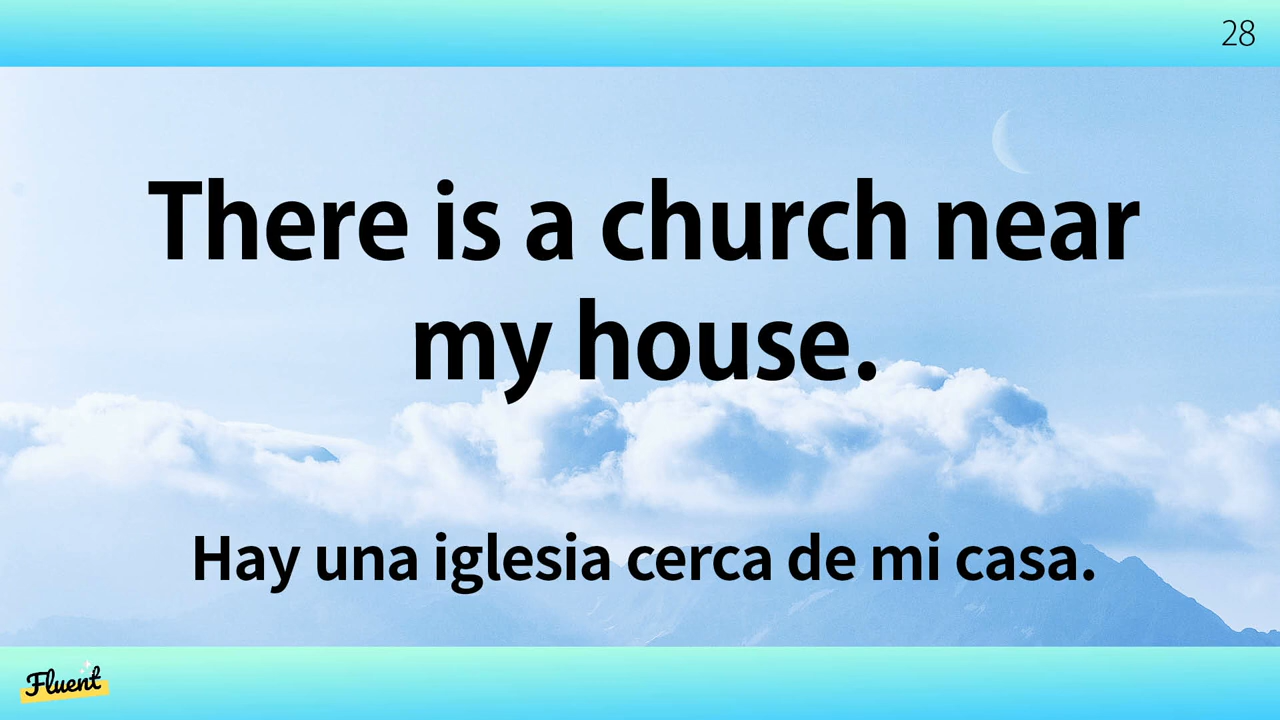 28
There is a church near
my house.
Hay una iglesia cerca de mi casa.
Fluent